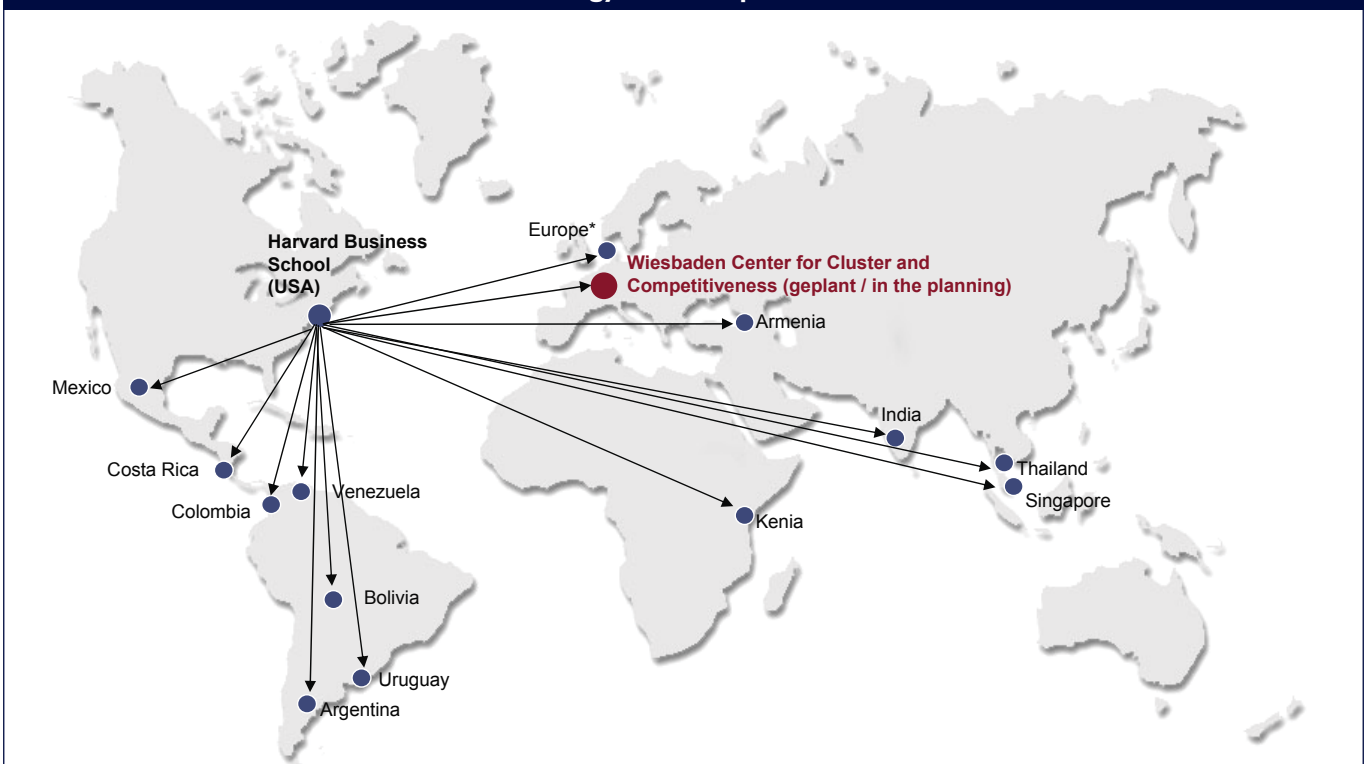 Europe*
Harvard Business
School
(USA)
Wiesbaden Center for Cluster and
Competitiveness (geplant / in the planning)
Armenia
Mexico
India
Costa Rica
Thailand
Venezuela
Singapore
Colombia
Kenia
Bolivia
Uruguay
Argentina